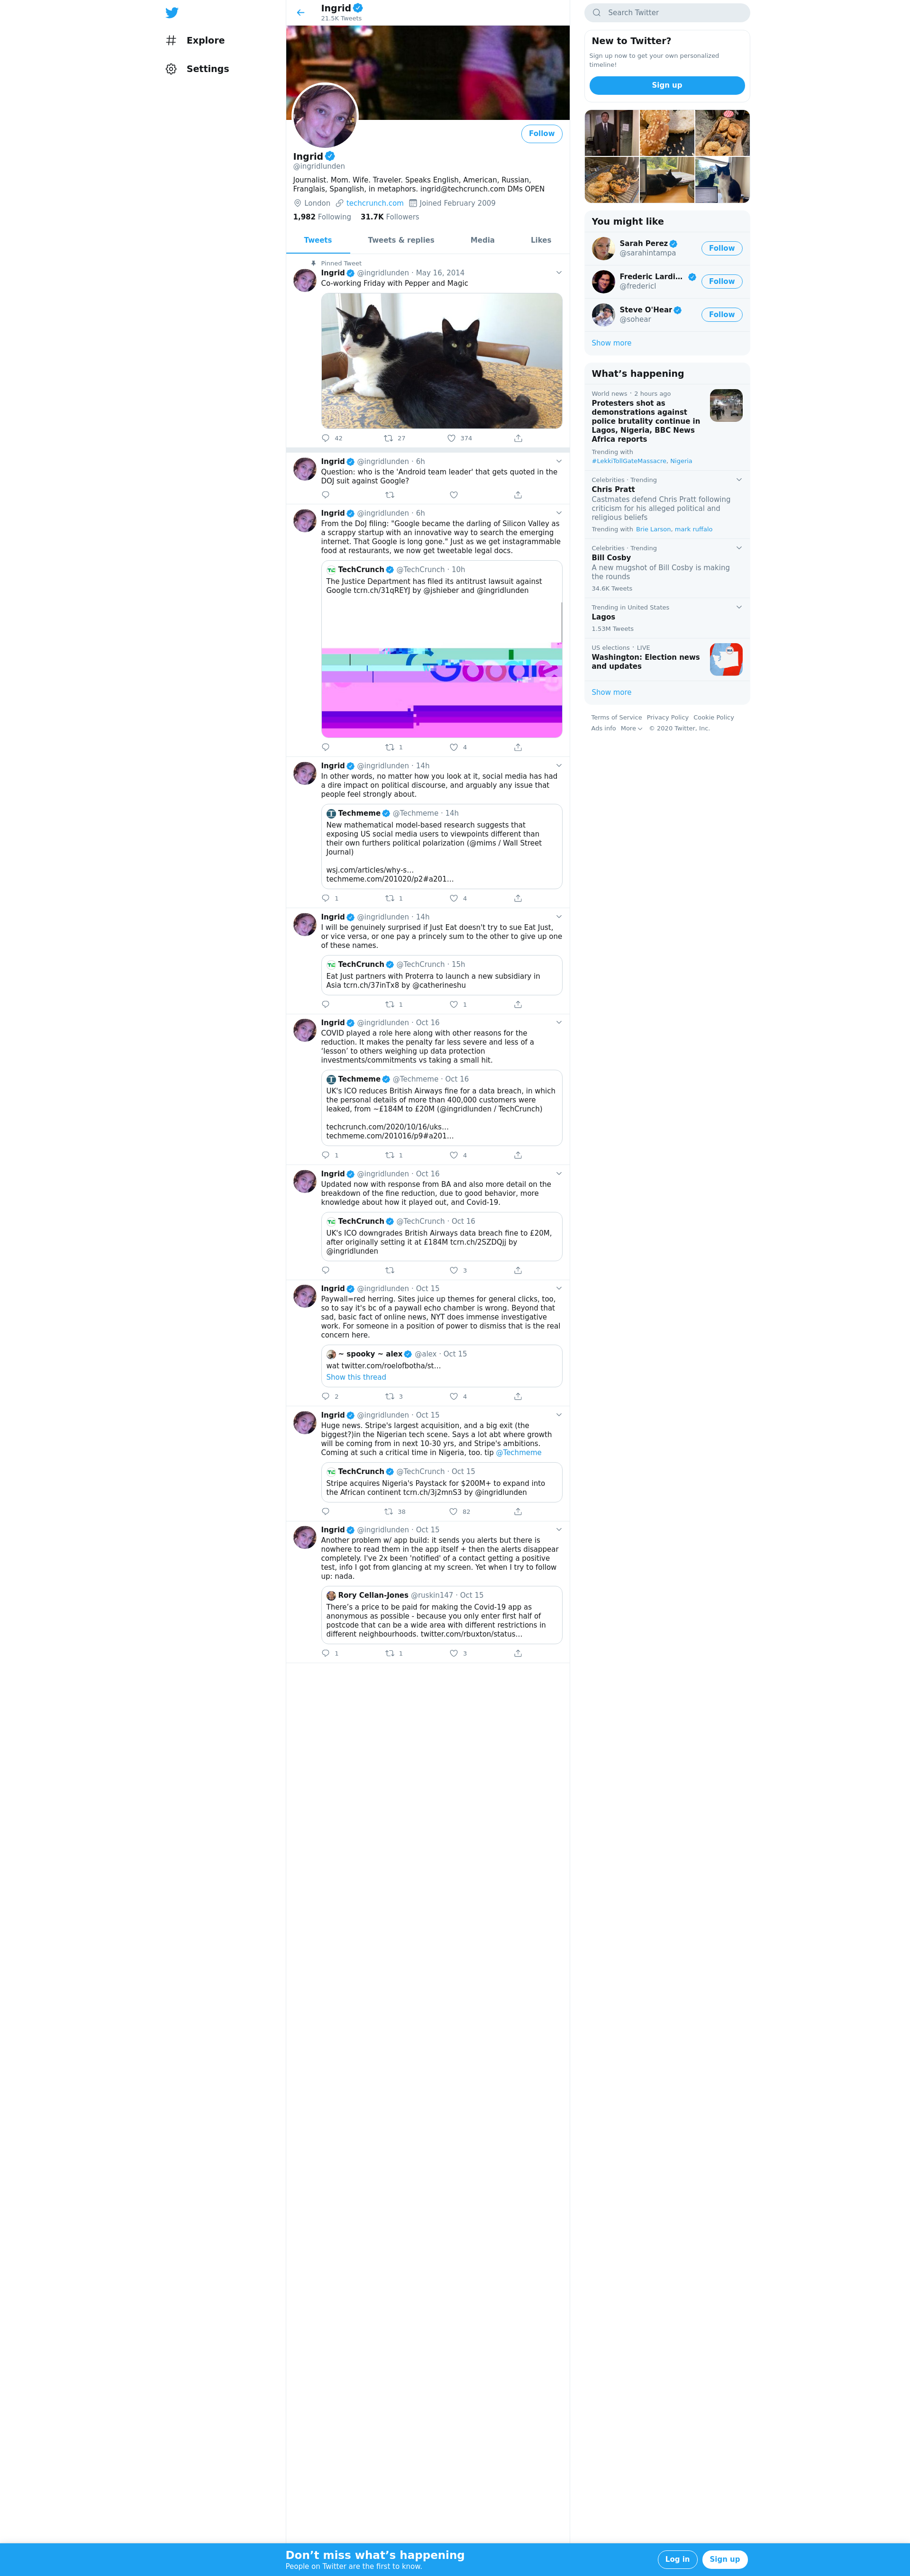 Explore
Settings
Ingrid
21.5K Tweets
Follow
Ingrid
@ingridlunden
Journalist. Mom. Wife. Traveler. Speaks English, American, Russian,
Franglais, Spanglish, in metaphors. ingrid@techcrunch.com DMs OPEN
London techcrunch.com Joined February 2009
1,982 Following 31.7K Followers
Tweets Tweets & replies Media Likes
Pinned Tweet
Ingrid @ingridlunden · May 16, 2014
Co-working Friday with Pepper and Magic
42 27 374
Ingrid @ingridlunden · 6h
Question: who is the 'Android team leader' that gets quoted in the
DOJ suit against Google?
Ingrid @ingridlunden · 6h
From the DoJ filing: "Google became the darling of Silicon Valley as
a scrappy startup with an innovative way to search the emerging
internet. That Google is long gone." Just as we get instagrammable
food at restaurants, we now get tweetable legal docs.
TechCrunch @TechCrunch · 10h
The Justice Department has filed its antitrust lawsuit against
Google tcrn.ch/31qREYJ by @jshieber and @ingridlunden
Google
1 4
Ingrid @ingridlunden · 14h
In other words, no matter how you look at it, social media has had
a dire impact on political discourse, and arguably any issue that
people feel strongly about.
Techmeme @Techmeme · 14h
New mathematical model-based research suggests that
exposing US social media users to viewpoints different than
their own furthers political polarization (@mims / Wall Street
Journal)
wsj.com/articles/why-s…
techmeme.com/201020/p2#a201…
1 1 4
Ingrid @ingridlunden · 14h
I will be genuinely surprised if Just Eat doesn't try to sue Eat Just,
or vice versa, or one pay a princely sum to the other to give up one
of these names.
TechCrunch @TechCrunch · 15h
Eat Just partners with Proterra to launch a new subsidiary in
Asia tcrn.ch/37inTx8 by @catherineshu
1 1
Ingrid @ingridlunden · Oct 16
COVID played a role here along with other reasons for the
reduction. It makes the penalty far less severe and less of a
'lesson' to others weighing up data protection
investments/commitments vs taking a small hit.
Techmeme @Techmeme · Oct 16
UK's ICO reduces British Airways fine for a data breach, in which
the personal details of more than 400,000 customers were
leaked, from ~£184M to £20M (@ingridlunden / TechCrunch)
techcrunch.com/2020/10/16/uks…
techmeme.com/201016/p9#a201…
1 1 4
Ingrid @ingridlunden · Oct 16
Updated now with response from BA and also more detail on the
breakdown of the fine reduction, due to good behavior, more
knowledge about how it played out, and Covid-19.
TechCrunch @TechCrunch · Oct 16
UK's ICO downgrades British Airways data breach fine to £20M,
after originally setting it at £184M tcrn.ch/2SZDQjj by
@ingridlunden
3
Ingrid @ingridlunden · Oct 15
Paywall=red herring. Sites juice up themes for general clicks, too,
so to say it's bc of a paywall echo chamber is wrong. Beyond that
sad, basic fact of online news, NYT does immense investigative
work. For someone in a position of power to dismiss that is the real
concern here.
~ spooky ~ alex @alex · Oct 15
wat twitter.com/roelofbotha/st…
Show this thread
2 3 4
Ingrid @ingridlunden · Oct 15
Huge news. Stripe's largest acquisition, and a big exit (the
biggest?)in the Nigerian tech scene. Says a lot abt where growth
will be coming from in next 10-30 yrs, and Stripe's ambitions.
Coming at such a critical time in Nigeria, too. tip @Techmeme
TechCrunch @TechCrunch · Oct 15
Stripe acquires Nigeria's Paystack for $200M+ to expand into
the African continent tcrn.ch/3j2mnS3 by @ingridlunden
38 82
Ingrid @ingridlunden · Oct 15
Another problem w/ app build: it sends you alerts but there is
nowhere to read them in the app itself + then the alerts disappear
completely. I've 2x been 'notified' of a contact getting a positive
test, info I got from glancing at my screen. Yet when I try to follow
up: nada.
Rory Cellan-Jones @ruskin147 · Oct 15
There's a price to be paid for making the Covid-19 app as
anonymous as possible - because you only enter first half of
postcode that can be a wide area with different restrictions in
different neighbourhoods. twitter.com/rbuxton/status…
1 1 3
Search Twitter
New to Twitter?
Sign up now to get your own personalized
timeline!
Sign up
You might like
Sarah Perez
@sarahintampa
Follow
Frederic Lardi…
@fredericl
Follow
Steve O'Hear
@sohear
Follow
Show more
What's happening
World news · 2 hours ago
Protesters shot as
demonstrations against
police brutality continue in
Lagos, Nigeria, BBC News
Africa reports
Trending with
#LekkiTollGateMassacre, Nigeria
Celebrities · Trending
Chris Pratt
Castmates defend Chris Pratt following
criticism for his alleged political and
religious beliefs
Trending with Brie Larson, mark ruffalo
Celebrities · Trending
Bill Cosby
A new mugshot of Bill Cosby is making
the rounds
34.6K Tweets
Trending in United States
Lagos
1.53M Tweets
US elections · LIVE
Washington: Election news
and updates
Show more
Terms of Service Privacy Policy Cookie Policy
Ads info More © 2020 Twitter, Inc.
Don't miss what's happening
People on Twitter are the first to know.
Log in
Sign up